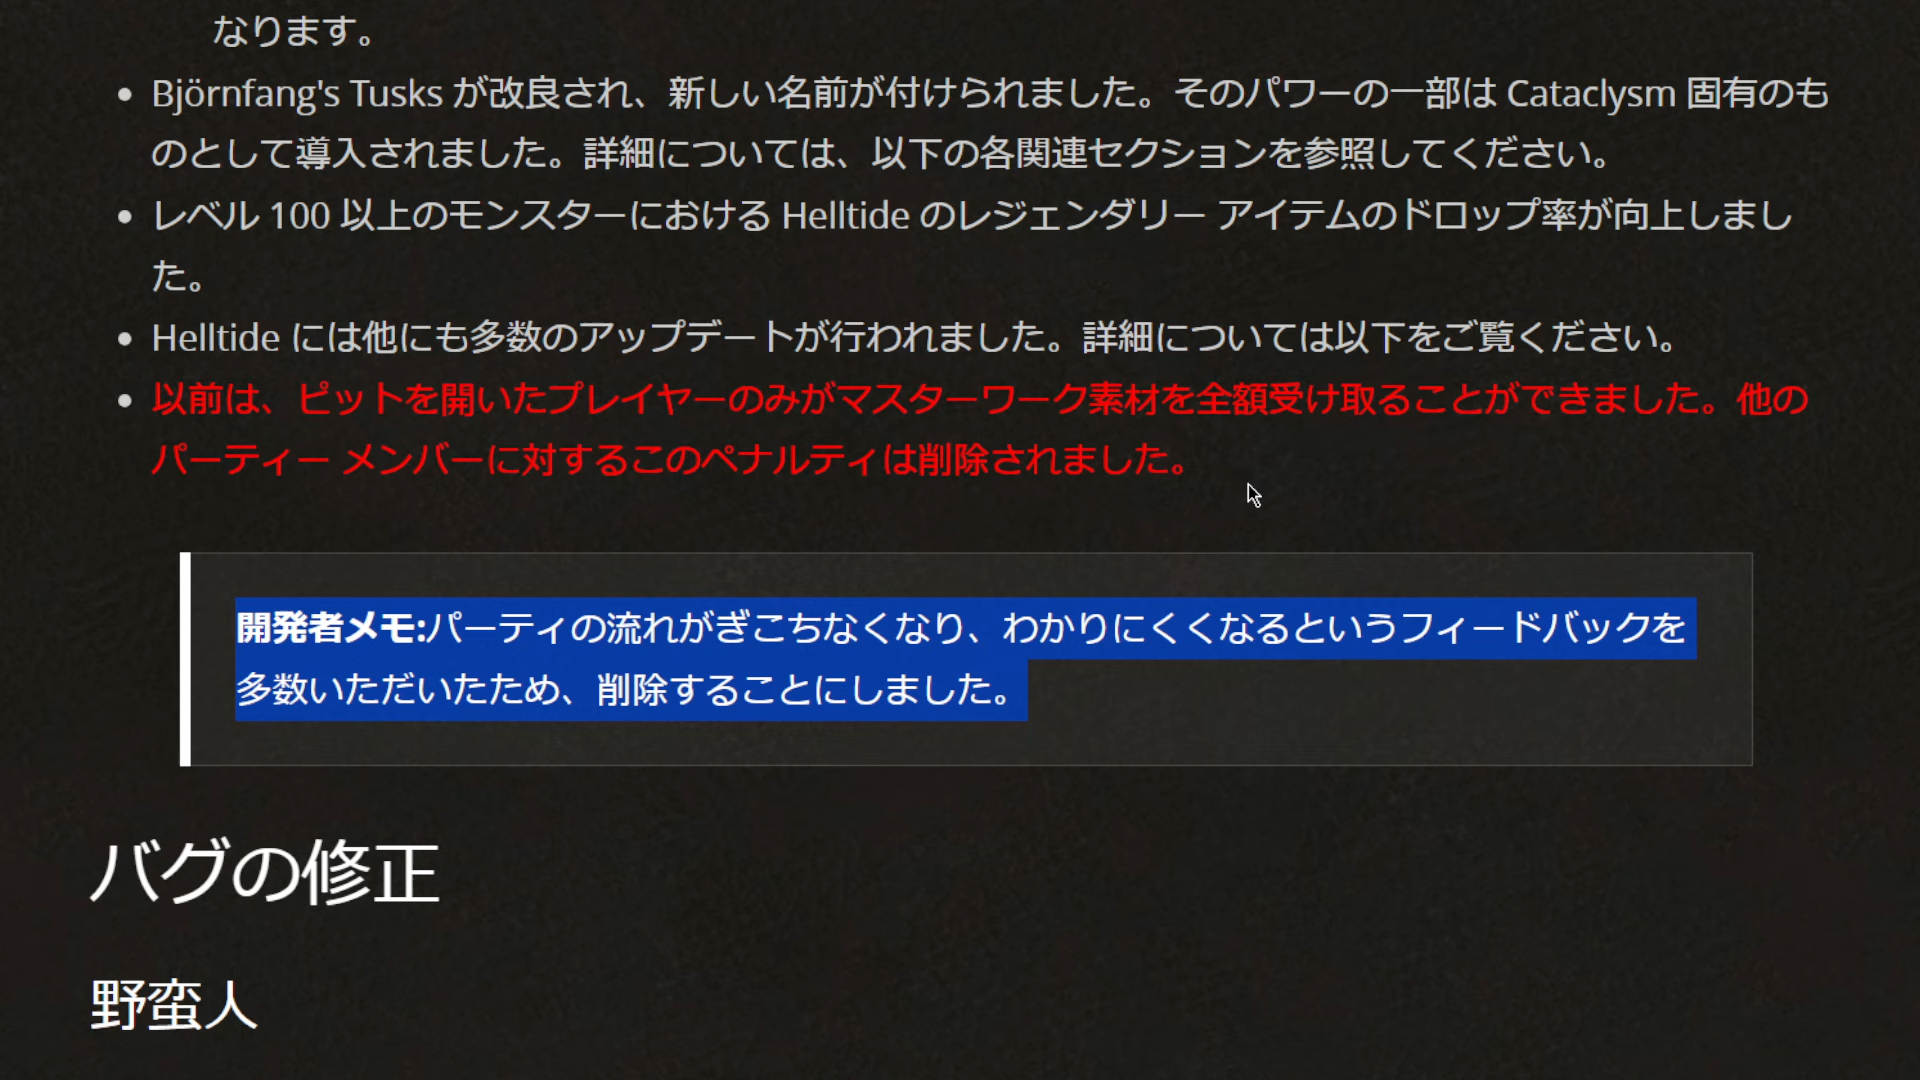 なります。
• Björnfang's Tusks が改良され、新しい名前が付けられました。そのパワーの一部は Cataclysm 固有のも
のとして導入されました。詳細については、以下の各関連セクションを参照してください。
• レベル 100 以上のモンスターにおける Helltide のレジェンダリー アイテムのドロップ率が向上しまし
た。
• Helltide には他にも多数のアップデートが行われました。詳細については以下をご覧ください。
• 以前は、ピットを開いたプレイヤーのみがマスターワーク素材を全額受け取ることができました。他の
パーティー メンバーに対するこのペナルティは削除されました。
開発者メモ:パーティの流れがぎこちなくなり、わかりにくくなるというフィードバックを
多数いただいたため、削除することにしました。
バグの修正
野蛮人